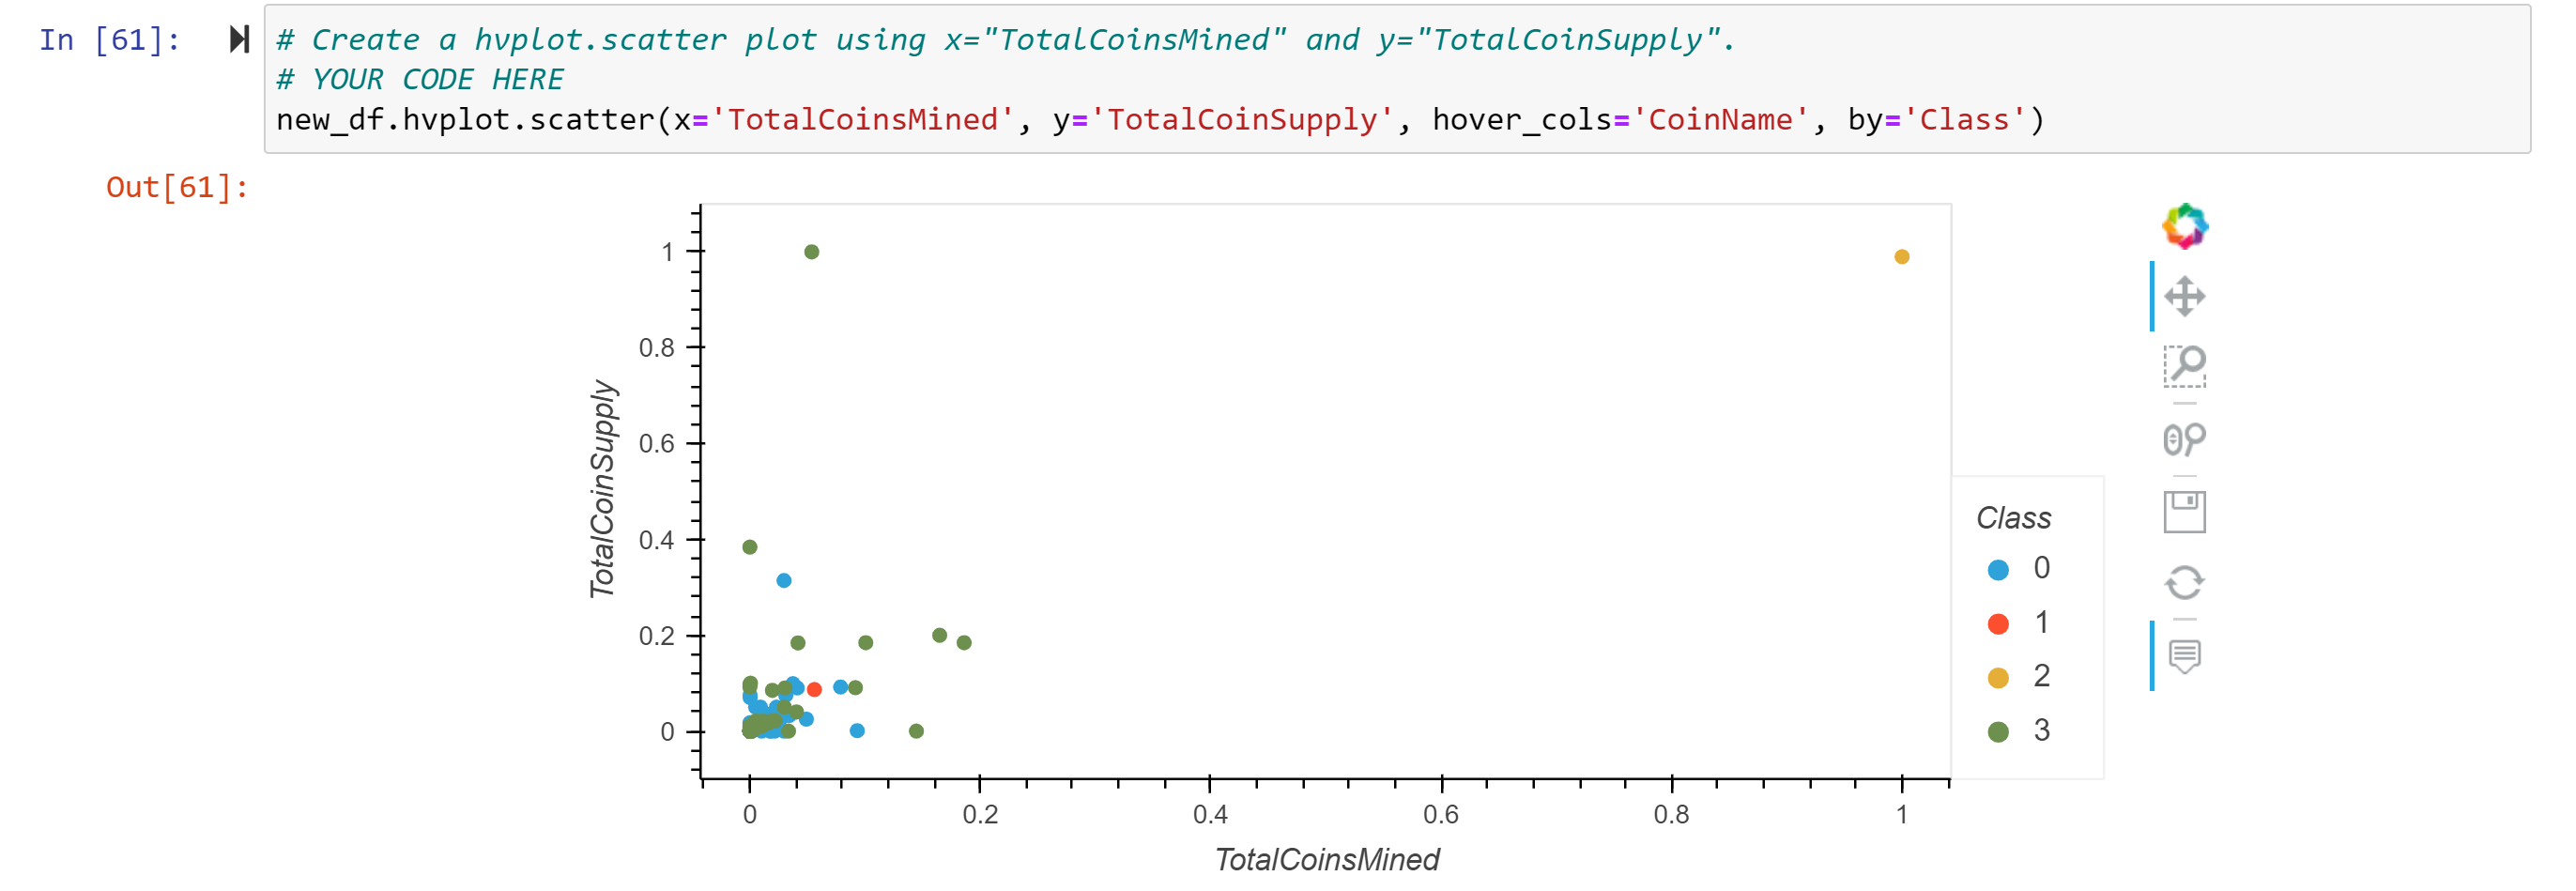 In [61]:
# Create a hvplot.scatter plot using x="TotalCoinsMined" and y="TotalCoinSupply".
# YOUR CODE HERE
new_df.hvplot.scatter(x='TotalCoinsMined', y='TotalCoinSupply', hover_cols='CoinName', by='Class')
Out[61]:
1
0.8
0.6
0.4
0.2
0
TotalCoinSupply
0 0.2 0.4 0.6 0.8 1
TotalCoinsMined
Class
0
1
2
3